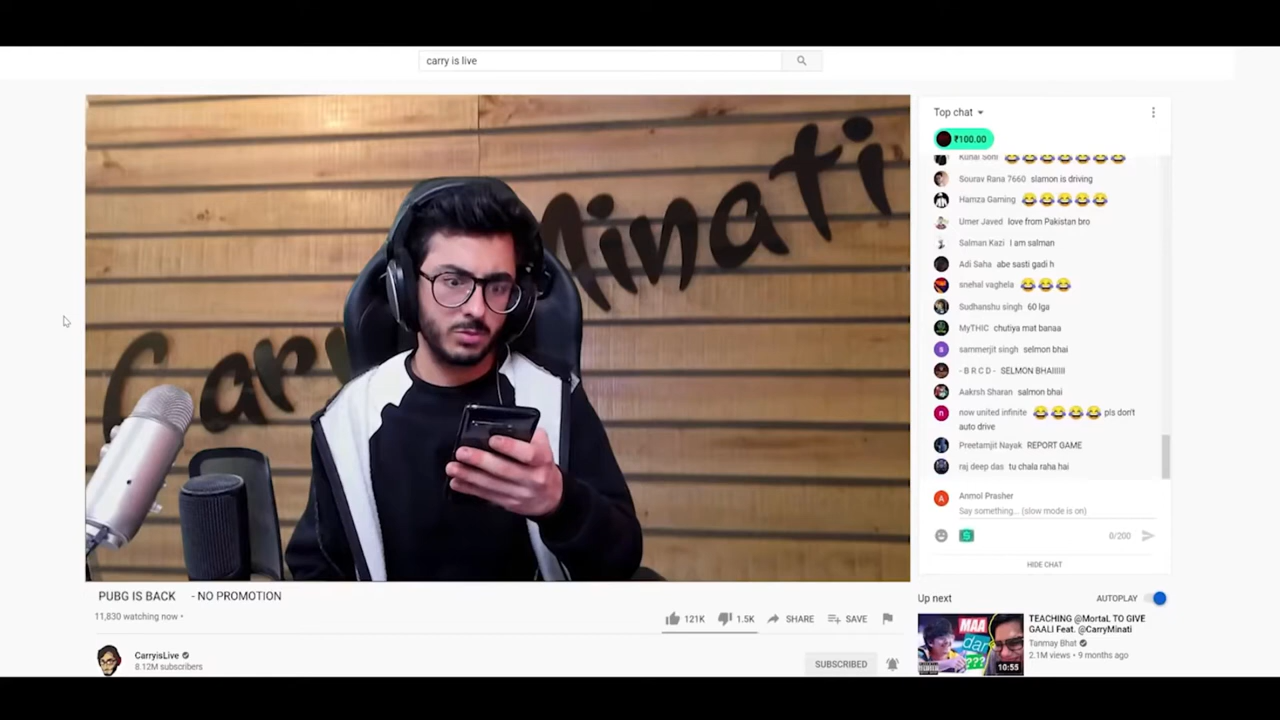 carry is live
CarryMinati
Top chat
₹100.00
Kunal Soni 😂😂😂😂😂😂😂
Sourav Rana 7660 slamon is driving
Hamza Gaming 😂😂😂😂😂
Umer Javed love from Pakistan bro
Salman Kazi I am salman
Adi Saha abe sasti gadi h
snehal vaghela 😂😂😂
Sudhanshu singh 60 lga
MyTHIC chutiya mat banaa
s
sammerjit singh selmon bhai
- B R C D - SELMON BHAIIIIII
Aakrsh Sharan salmon bhai
n
now united infinite 😂😂😂😂 pls don't
auto drive
Preetamjit Nayak REPORT GAME
raj deep das tu chala raha hai
A
Anmol Prasher
Say something... (slow mode is on)
0/200
HIDE CHAT
PUBG IS BACK - NO PROMOTION
11,830 watching now •
121K 1.5K SHARE SAVE
CarryisLive
8.12M subscribers
SUBSCRIBED
Up next AUTOPLAY
MAA
dar
???
10:55
TEACHING @MortaL TO GIVE
GAALI Feat. @CarryMinati
Tanmay Bhat
2.1M views • 9 months ago